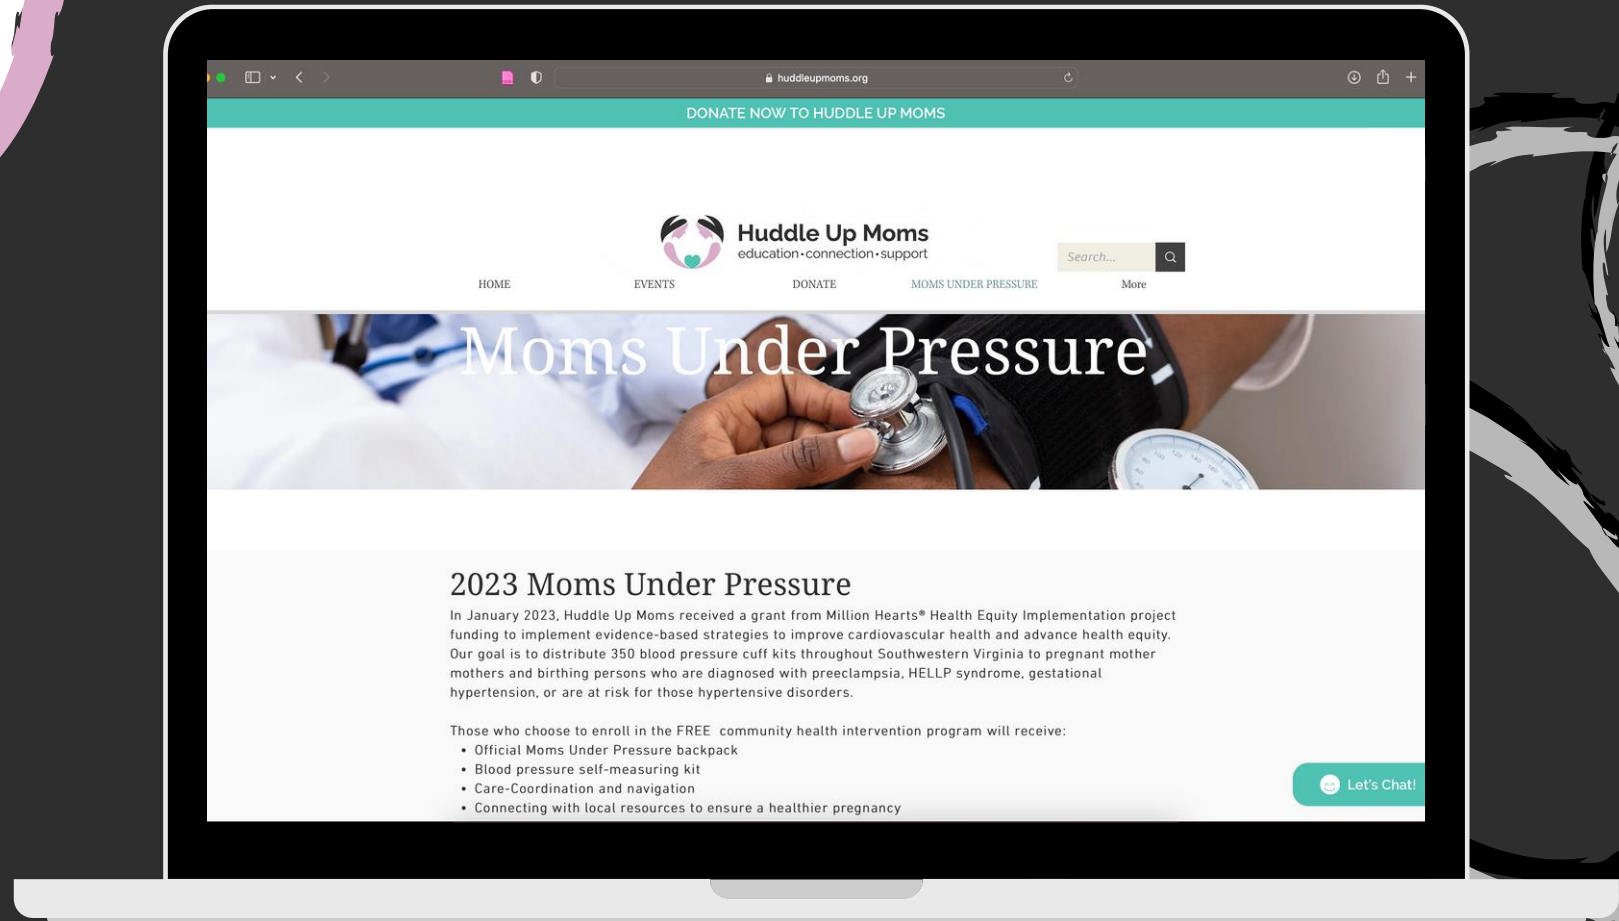 huddleupmoms.org
DONATE NOW TO HUDDLE UP MOMS
Huddle Up Moms
education•connection•support
Search...
HOME EVENTS DONATE MOMS UNDER PRESSURE More
Moms Under Pressure
2023 Moms Under Pressure
In January 2023, Huddle Up Moms received a grant from Million Hearts® Health Equity Implementation project
funding to implement evidence-based strategies to improve cardiovascular health and advance health equity.
Our goal is to distribute 350 blood pressure cuff kits throughout Southwestern Virginia to pregnant mother
mothers and birthing persons who are diagnosed with preeclampsia, HELLP syndrome, gestational
hypertension, or are at risk for those hypertensive disorders.
Those who choose to enroll in the FREE  community health intervention program will receive:
• Official Moms Under Pressure backpack
• Blood pressure self-measuring kit
• Care-Coordination and navigation
• Connecting with local resources to ensure a healthier pregnancy
Let's Chat!